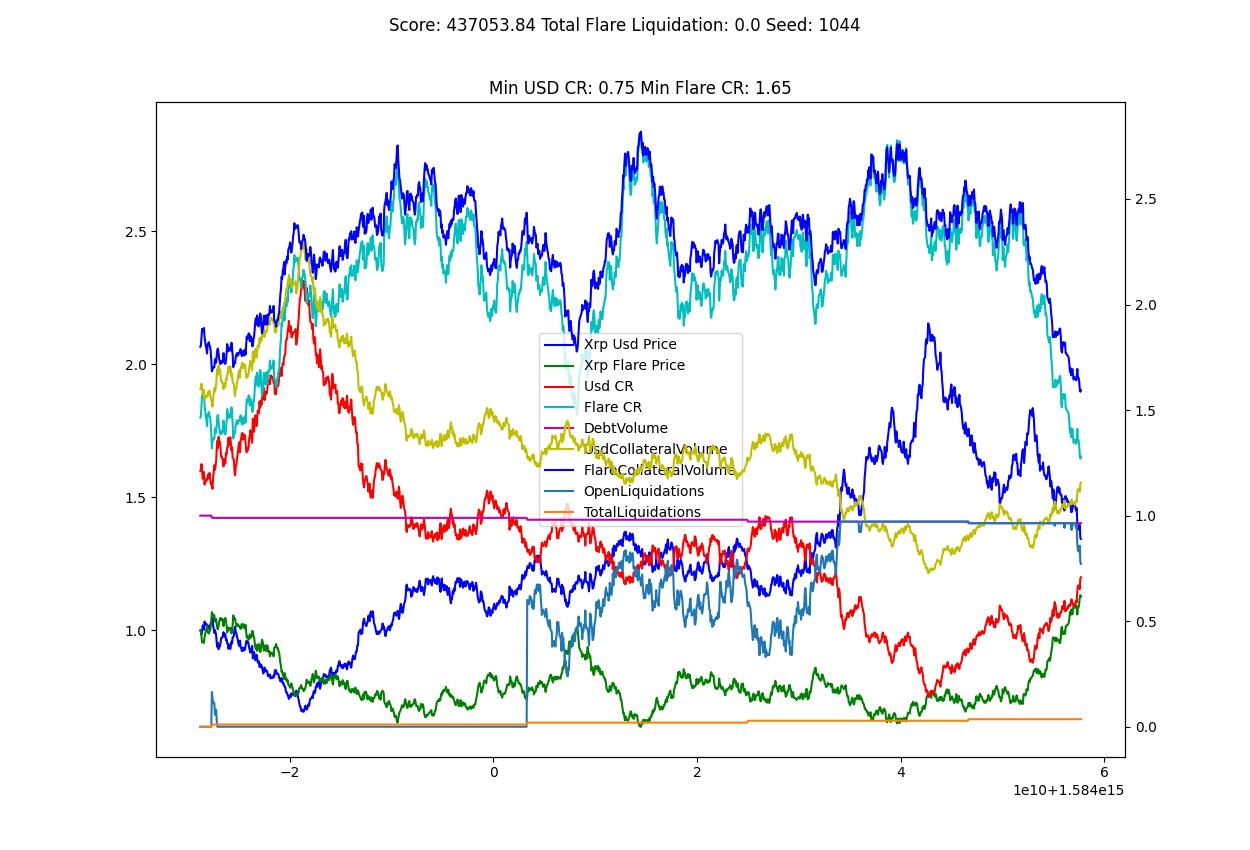 Score: 437053.84 Total Flare Liquidation: 0.0 Seed: 1044
Min USD CR: 0.75 Min Flare CR: 1.65
2.5
2.0
1.5
1.0
2.5
2.0
1.5
1.0
0.5
0.0
Xrp Usd Price
Xrp Flare Price
Usd CR
Flare CR
DebtVolume
UsdCollateralVolume
FlareCollateralVolume
OpenLiquidations
TotalLiquidations
−2
0
2
4
6
1e10+1.584e15